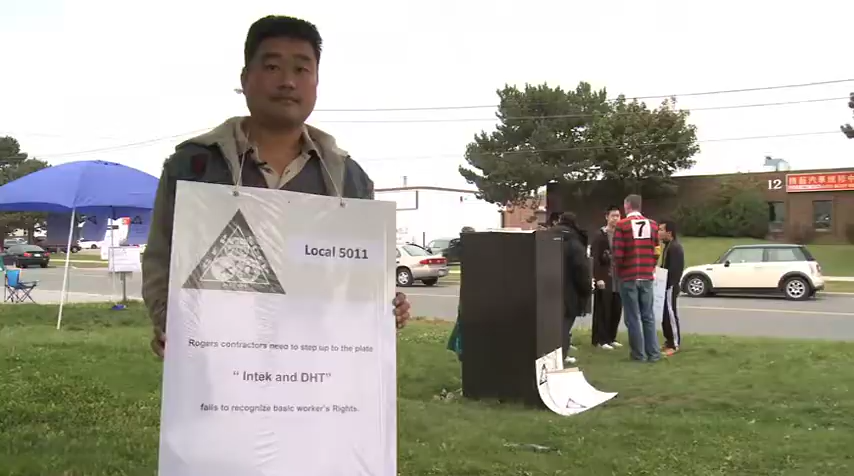 Local 5011
Rogers contractors need to step up to the plate
"Intek and DHT"
fails to recognize basic worker's Rights.
7
12